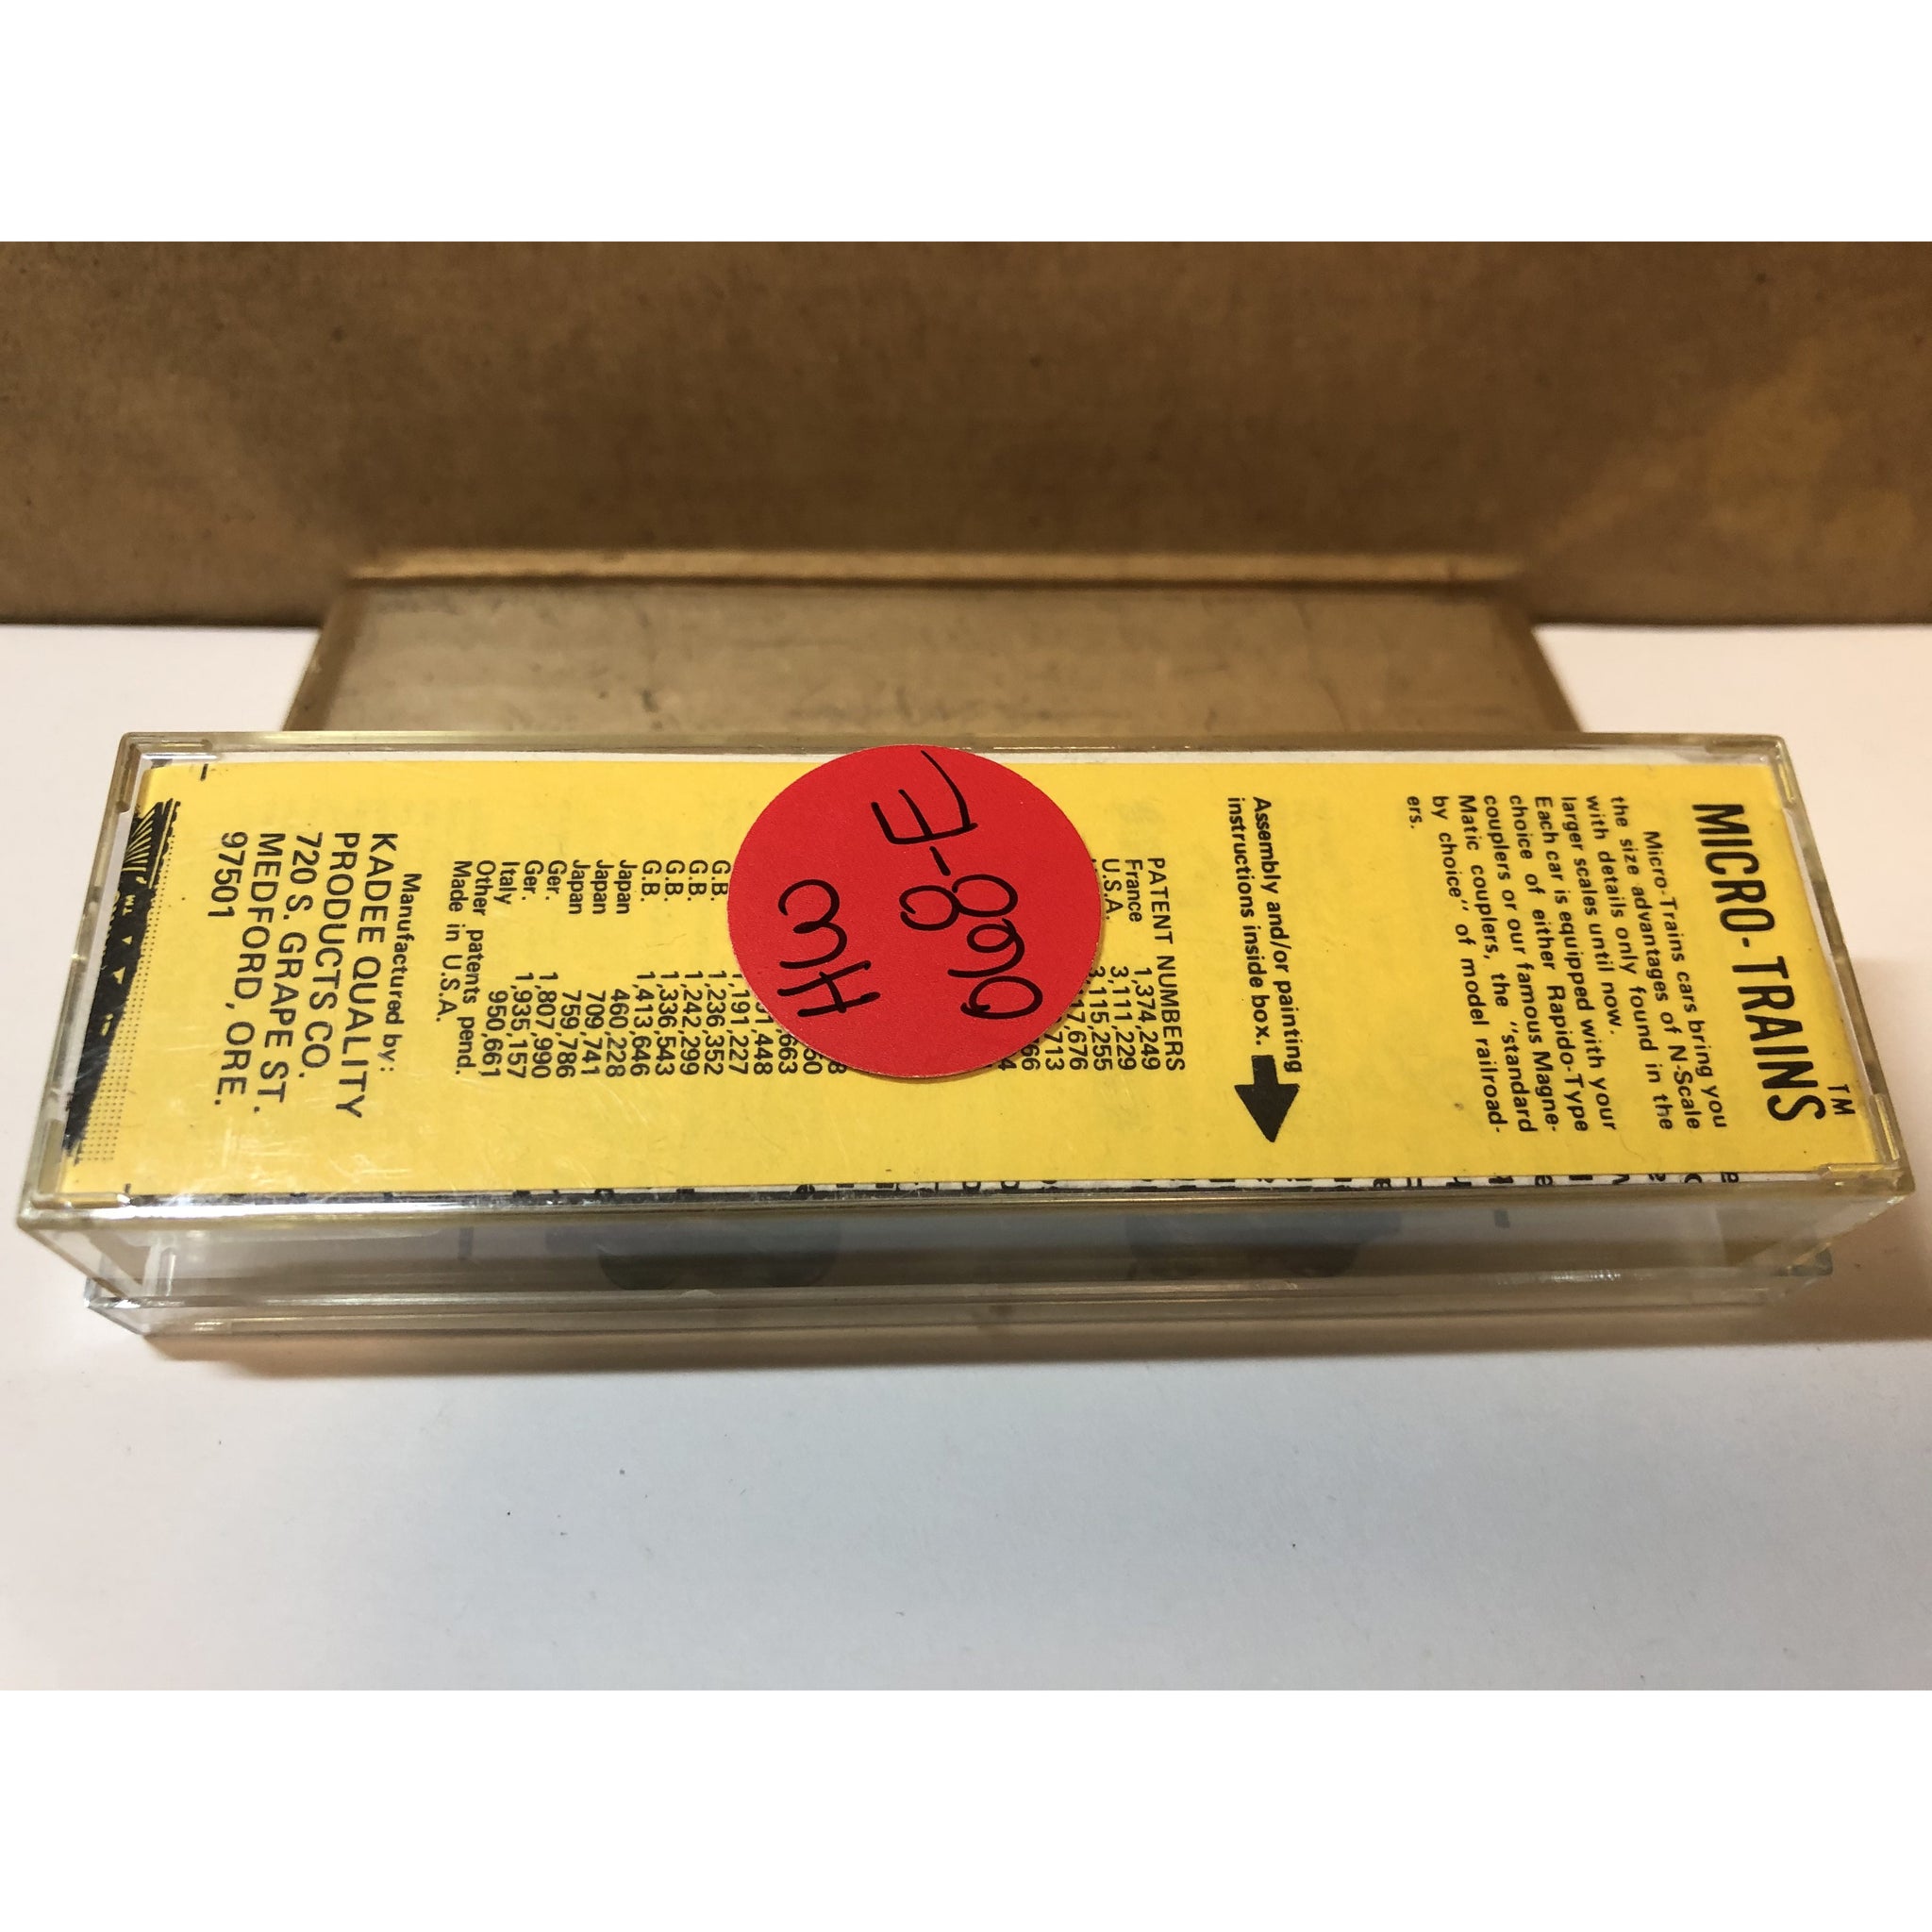 MICRO-TRAINS™
Micro-Trains cars bring you
the size advantages of N-Scale
with details only found in the
larger scales until now.
Each car is equipped with your
choice of either Rapido-Type
couplers or our famous Magne-
Matic couplers, the "standard
by choice" of model railroad-
ers.
Assembly and/or painting
instructions inside box.
PATENT NUMBERS
France 1,374,249
U.S.A. 3,111,229
3,115,255
G.B. 1,191,227
G.B. 1,236,352
G.B. 1,242,299
G.B. 1,336,543
G.B. 1,413,646
Japan 460,228
Japan 709,741
Japan 759,786
Ger. 1,807,990
Ger. 1,935,157
Italy 950,661
Other patents pend.
Made in U.S.A.
Manufactured by:
KADEE QUALITY
PRODUCTS CO.
720 S. GRAPE ST.
MEDFORD, ORE.
97501